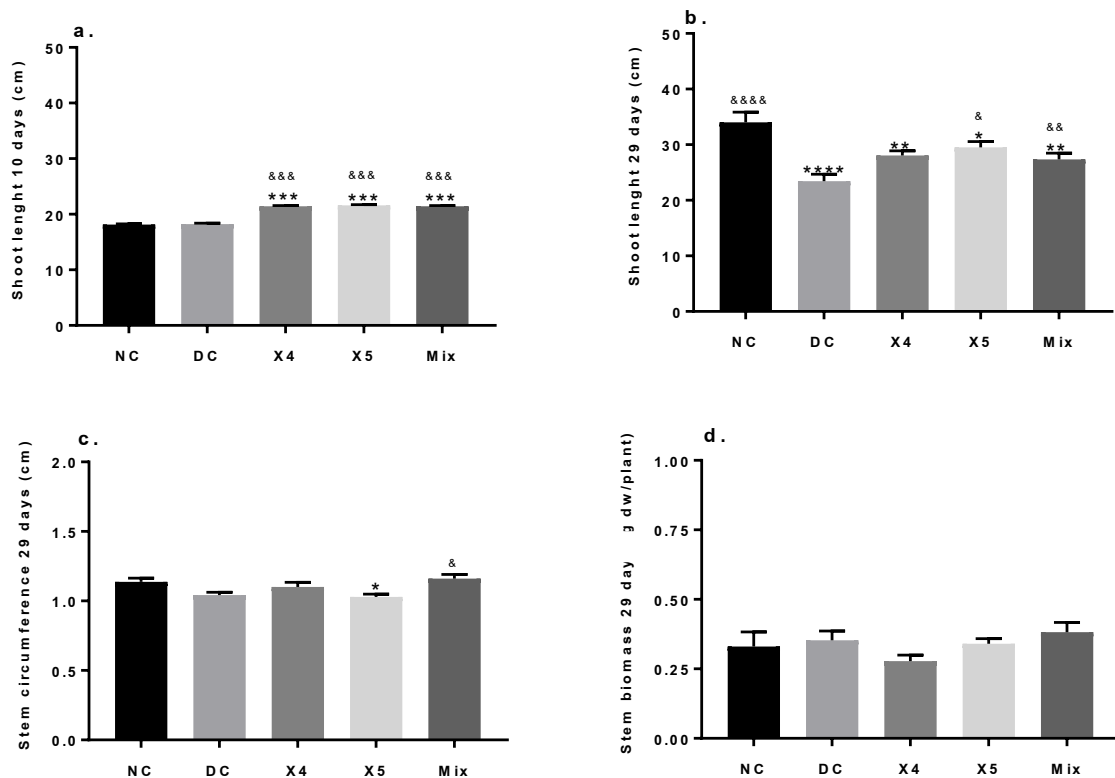 a.
Shoot lenght 10 days (cm)
50
40
30
20
10
0
&&& &&& &&&
*** *** ***
NC DC X4 X5 Mix
b.
Shoot lenght 29 days (cm)
50
40
30
20
10
0
&&&& & &&
**** ** * **
NC DC X4 X5 Mix
c.
Stem circumference 29 days (cm)
2.0
1.5
1.0
0.5
0.0
* &
NC DC X4 X5 Mix
d.
Stem biomass 29 day g dw/plant)
1.00
0.75
0.50
0.25
0.00
NC DC X4 X5 Mix